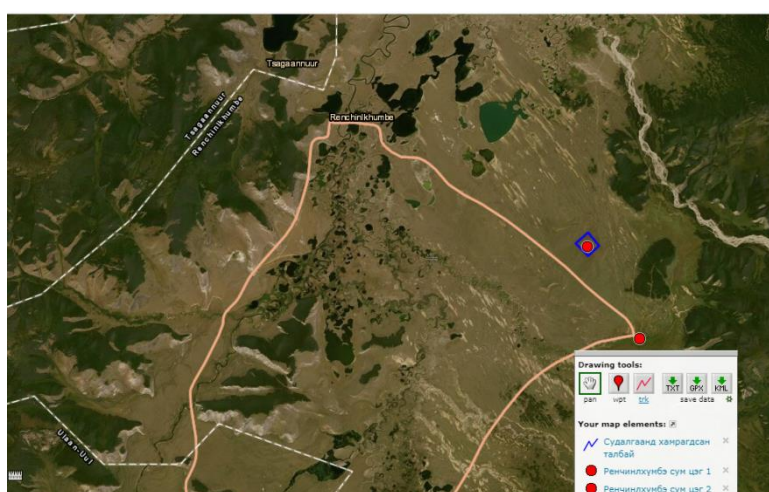 Tsagaannuur
Tsagaannuur
Renchinlkhumbe
Renchinlkhumbe
Ulaan-Uul
Drawing tools:
pan wpt trk TXT GPX KML
save data
Your map elements:
Судалгаанд хамрагдсан
талбай
Ренчинлхүмбэ сум цэг 1
Ренчинлхүмбэ сум цэг 2